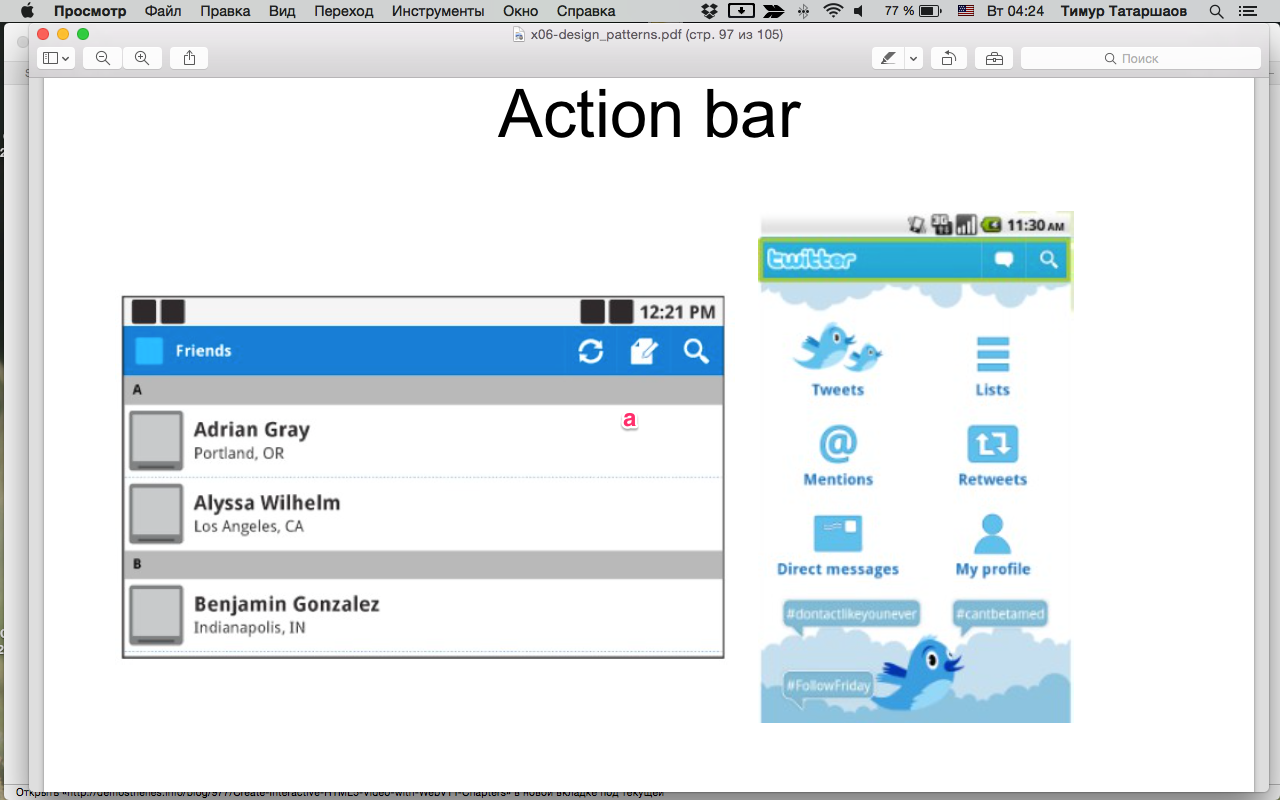 Просмотр Файл Правка Вид Переход Инструменты Окно Справка 77 % Вт 04:24 Тимур Татаршаов
x06-design_patterns.pdf (стр. 97 из 105)
Поиск
Action bar
12:21 PM
Friends
A
Adrian Gray
Portland, OR
a
Alyssa Wilhelm
Los Angeles, CA
B
Benjamin Gonzalez
Indianapolis, IN
3G 11:30 AM
twitter
Tweets Lists
@
Mentions Retweets
Direct messages My profile
#dontactlikeyounever #cantbetamed
#FollowFriday
Открыть «http://demosthenes.info/blog/977/Create-Interactive-HTML5-Video-with-WebVTT-Chapters» в новой вкладке под текущей